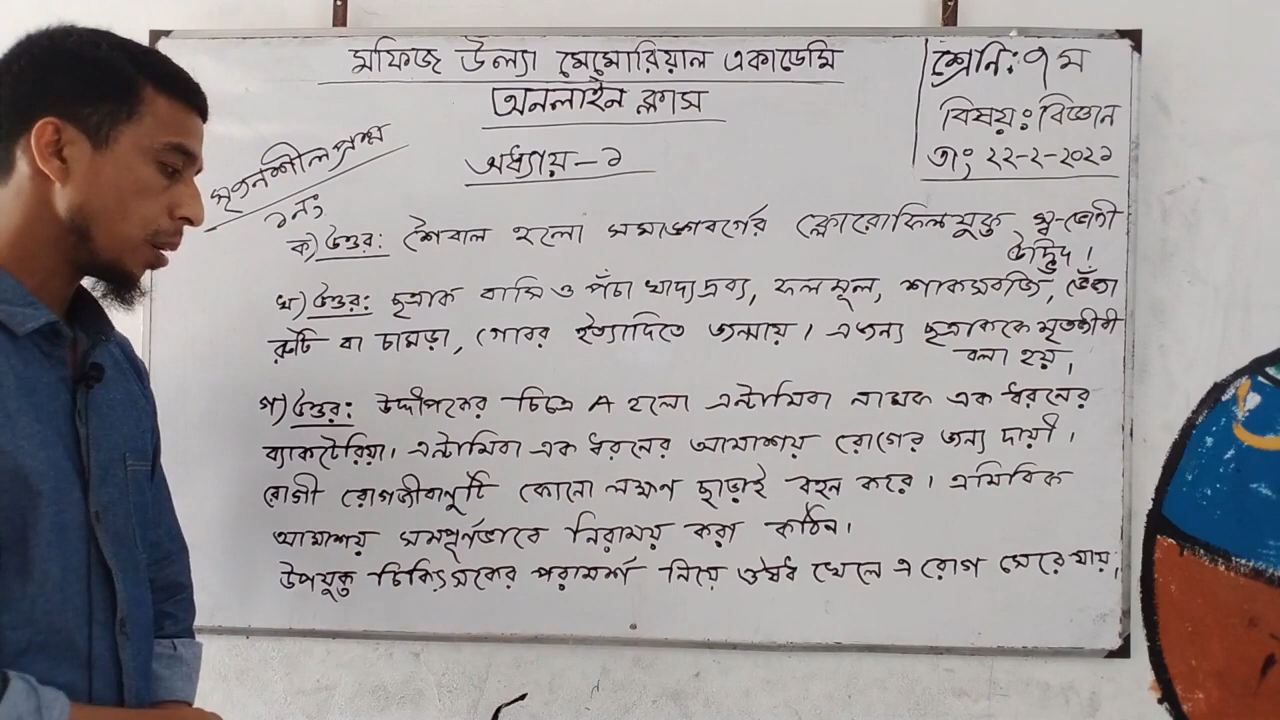 মফিজ উল্যা মেমোরিয়াল একাডেমি
অনলাইন ক্লাস
শ্রেনি: ৭ম
বিষয়ঃ বিজ্ঞান
তাং ২২-২-২০২১
সৃজনশীল প্রশ্ন
অধ্যায়-১
১নং
ক) উত্তর: শৈবাল হলো সমাঙ্গবর্গের ক্লোরোফিলযুক্ত স্ব-ভোজী
উদ্ভিদ।
খ) উত্তর: ছত্রাক বাসি ও পঁচা খাদ্য দ্রব্য, ফলমূল, শাকসবজি, ভেঁজা
রুটি বা চামড়া, গোবর ইত্যাদিতে জন্মায়। এজন্য ছত্রাককে মৃতজীবী
বলা হয়।
গ) উত্তর: উদ্দীপকের চিত্রে A হলো এন্টামিবা নামক এক ধরনের
ব্যাকটেরিয়া। এন্টামিবা এক ধরনের আমাশয় রোগের জন্য দায়ী।
রোগী রোগজীবানুটি কোনো লক্ষণ ছাড়াই বহন করে। এমিবিক
আমাশয় সমপূর্ণভাবে নিরাময় করা কঠিন।
উপযুক্ত চিকিৎসকের পরামর্শ নিয়ে ঔষধ খেলে এ রোগ সেরে যায়।